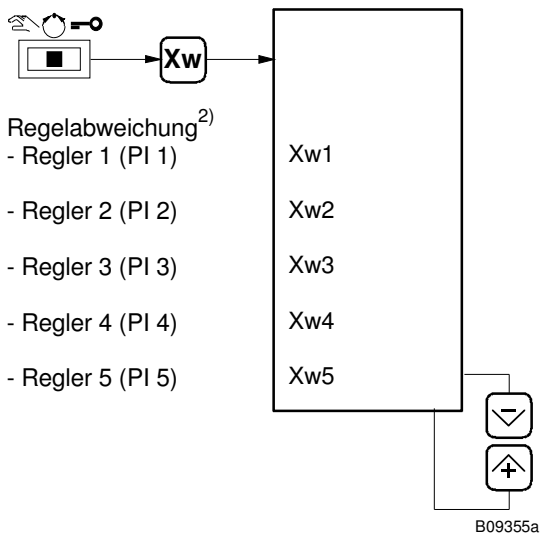 Xw
Regelabweichung2)
- Regler 1 (PI 1) Xw1
- Regler 2 (PI 2) Xw2
- Regler 3 (PI 3) Xw3
- Regler 4 (PI 4) Xw4
- Regler 5 (PI 5) Xw5
-
+
B09355a